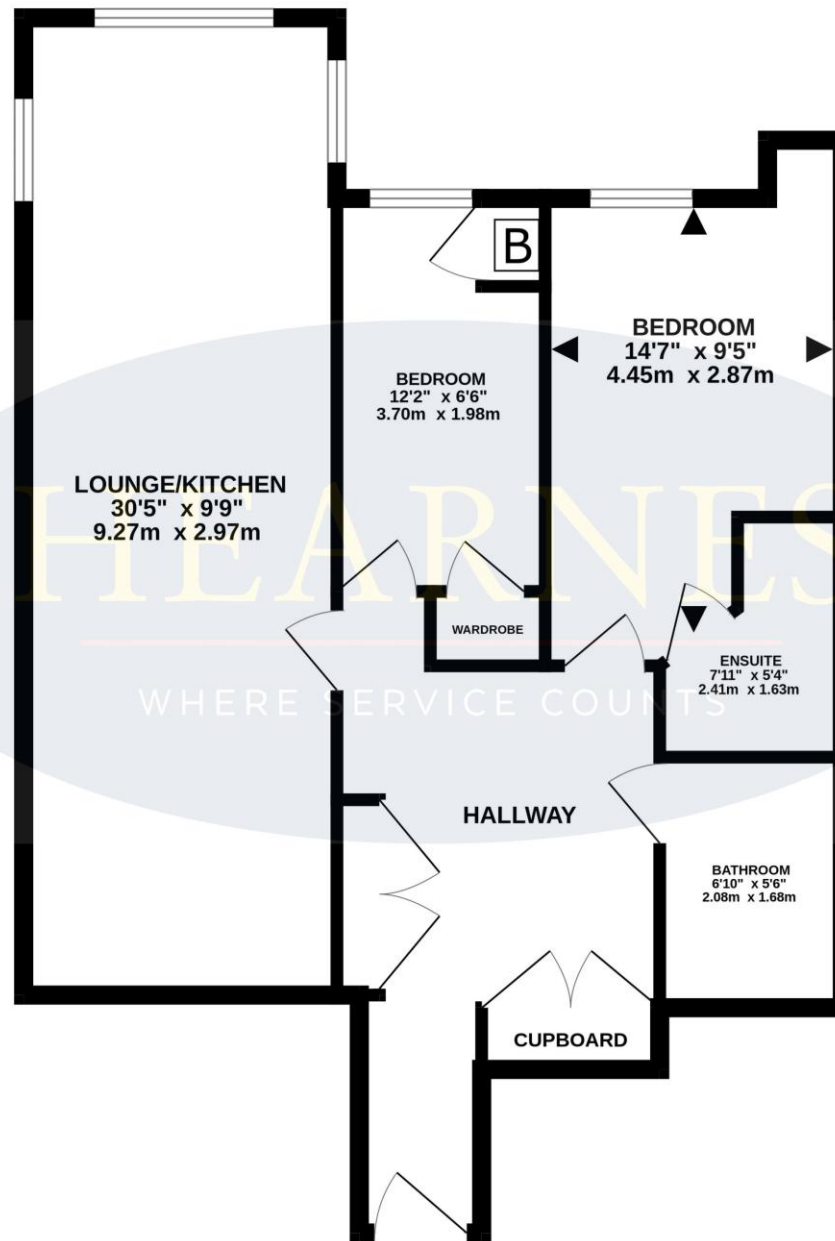 B
BEDROOM
14'7" x 9'5"
4.45m x 2.87m
BEDROOM
12'2" x 6'6"
3.70m x 1.98m
LOUNGE/KITCHEN
30'5" x 9'9"
9.27m x 2.97m
HEARNES
WARDROBE
ENSUITE
7'11" x 5'4"
2.41m x 1.63m
WHERE SERVICE COUNTS
HALLWAY
BATHROOM
6'10" x 5'6"
2.08m x 1.68m
CUPBOARD